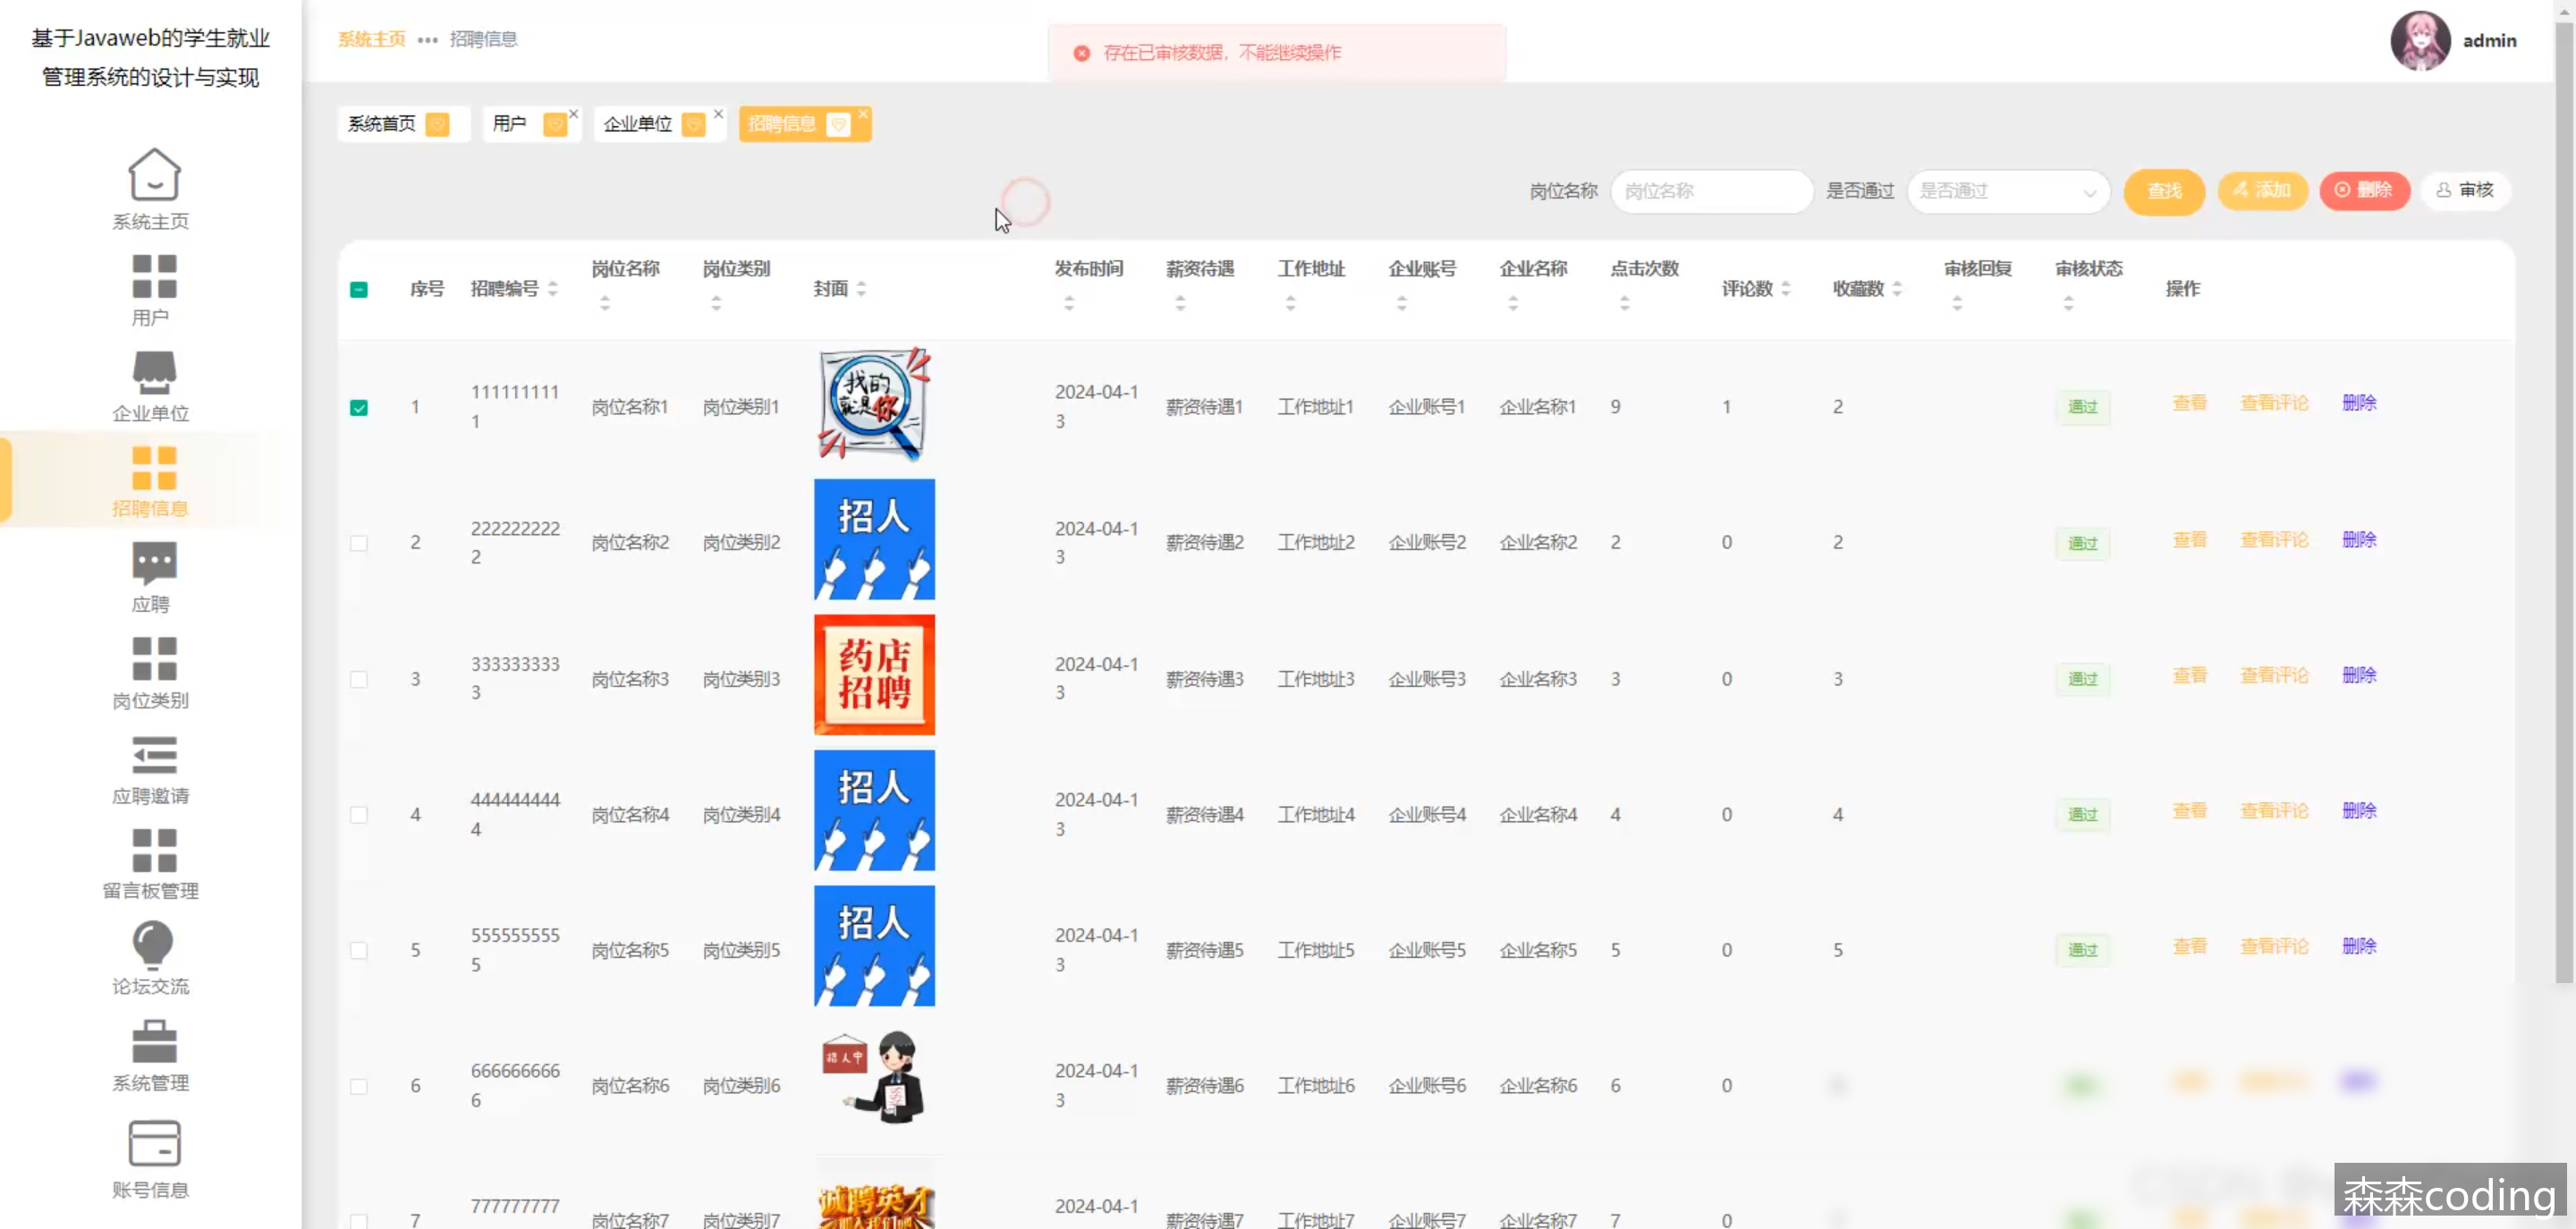 基于Javaweb的学生就业
管理系统的设计与实现
系统主页 ••• 招聘信息
存在已审核数据，不能继续操作
admin
系统首页 用户 企业单位 招聘信息
岗位名称 岗位名称 是否通过 是否通过 查找 添加 删除 审核
系统主页
用户
企业单位
招聘信息
应聘
岗位类别
应聘邀请
留言板管理
论坛交流
系统管理
账号信息
序号 招聘编号 岗位名称 岗位类别 封面 发布时间 薪资待遇 工作地址 企业账号 企业名称 点击次数 评论数 收藏数 审核回复 审核状态 操作
1 1111111111 岗位名称1 岗位类别1 找的就是你 2024-04-13 薪资待遇1 工作地址1 企业账号1 企业名称1 9 1 2 通过 查看 查看评论 删除
2 2222222222 岗位名称2 岗位类别2 招人 2024-04-13 薪资待遇2 工作地址2 企业账号2 企业名称2 2 0 2 通过 查看 查看评论 删除
3 3333333333 岗位名称3 岗位类别3 药店招聘 2024-04-13 薪资待遇3 工作地址3 企业账号3 企业名称3 3 0 3 通过 查看 查看评论 删除
4 4444444444 岗位名称4 岗位类别4 招人 2024-04-13 薪资待遇4 工作地址4 企业账号4 企业名称4 4 0 4 通过 查看 查看评论 删除
5 5555555555 岗位名称5 岗位类别5 招人 2024-04-13 薪资待遇5 工作地址5 企业账号5 企业名称5 5 0 5 通过 查看 查看评论 删除
6 6666666666 岗位名称6 岗位类别6 招人中 2024-04-13 薪资待遇6 工作地址6 企业账号6 企业名称6 6 0
7 777777777 岗位名称7 岗位类别7 诚聘英才 2024-04-1 薪资待遇7 工作地址7 企业账号7 企业名称7 7 0
森森coding